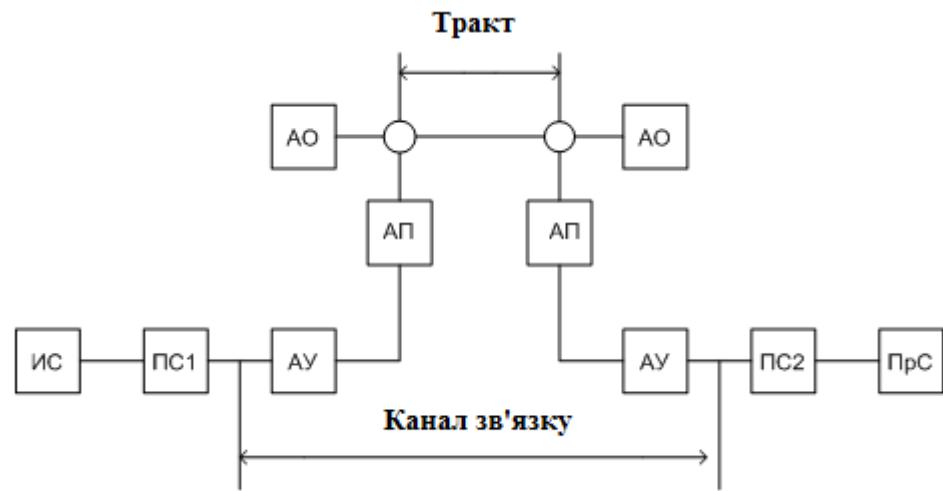 Тракт
АО
АО
АП
АП
ИС
ПС1
АУ
АУ
ПС2
ПрС
Канал зв'язку